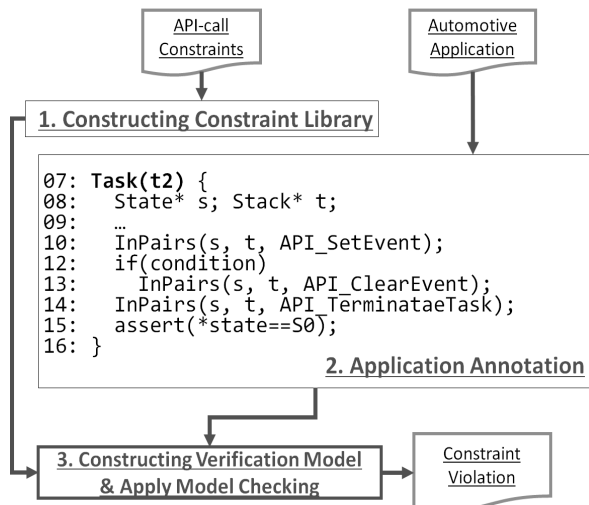 API-call
Constraints
Automotive
Application
1. Constructing Constraint Library
07: Task(t2) {
08: State* s; Stack* t;
09: …
10: InPairs(s, t, API_SetEvent);
12: if(condition)
13: InPairs(s, t, API_ClearEvent);
14: InPairs(s, t, API_TerminataeTask);
15: assert(*state==S0);
16: }
2. Application Annotation
3. Constructing Verification Model
& Apply Model Checking
Constraint
Violation